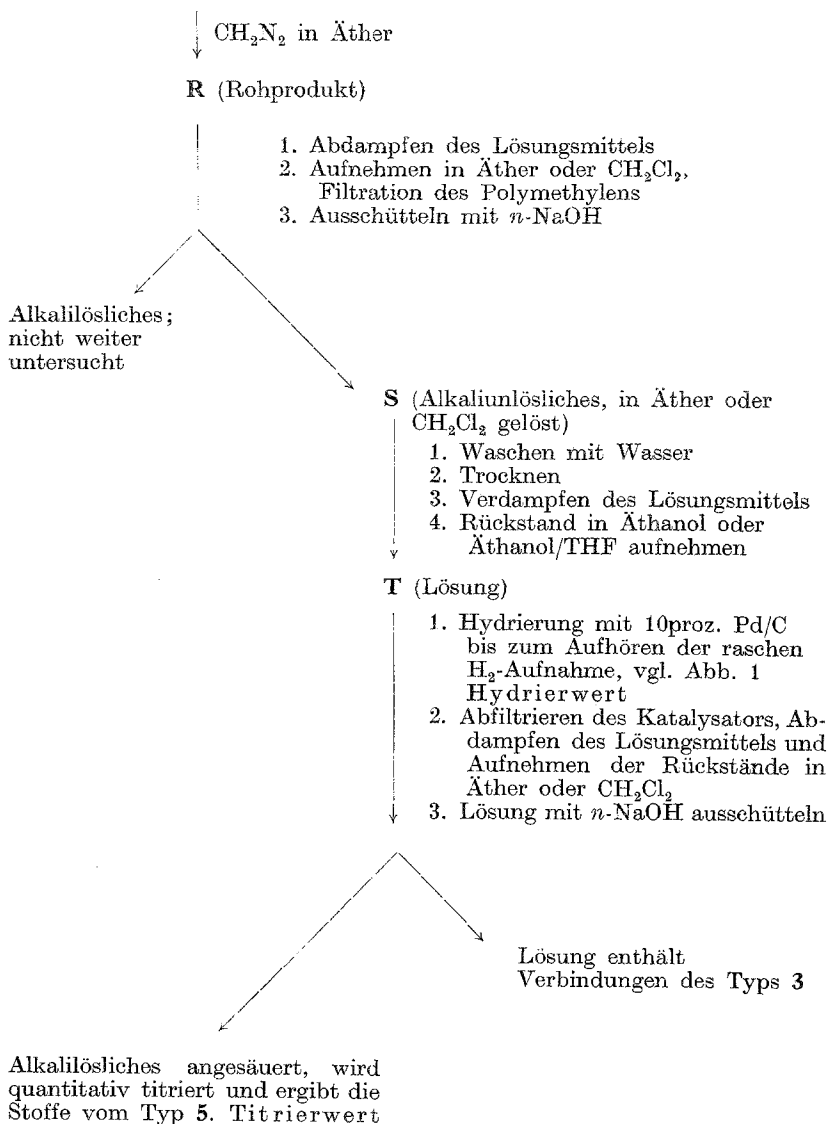 CH₂N₂ in Äther
R (Rohprodukt)
1. Abdampfen des Lösungsmittels
2. Aufnehmen in Äther oder CH₂Cl₂,
Filtration des Polymethylens
3. Ausschütteln mit n-NaOH
Alkalilösliches;
nicht weiter
untersucht
S (Alkaliunlösliches, in Äther oder
CH₂Cl₂ gelöst)
1. Waschen mit Wasser
2. Trocknen
3. Verdampfen des Lösungsmittels
4. Rückstand in Äthanol oder
Äthanol/THF aufnehmen
T (Lösung)
1. Hydrierung mit 10proz. Pd/C
bis zum Aufhören der raschen
H₂-Aufnahme, vgl. Abb. 1
Hydrierwert
2. Abfiltrieren des Katalysators, Ab-
dampfen des Lösungsmittels und
Aufnehmen der Rückstände in
Äther oder CH₂Cl₂
3. Lösung mit n-NaOH ausschütteln
Lösung enthält
Verbindungen des Typs 3
Alkalilösliches angesäuert, wird
quantitativ titriert und ergibt die
Stoffe vom Typ 5. Titrierwert